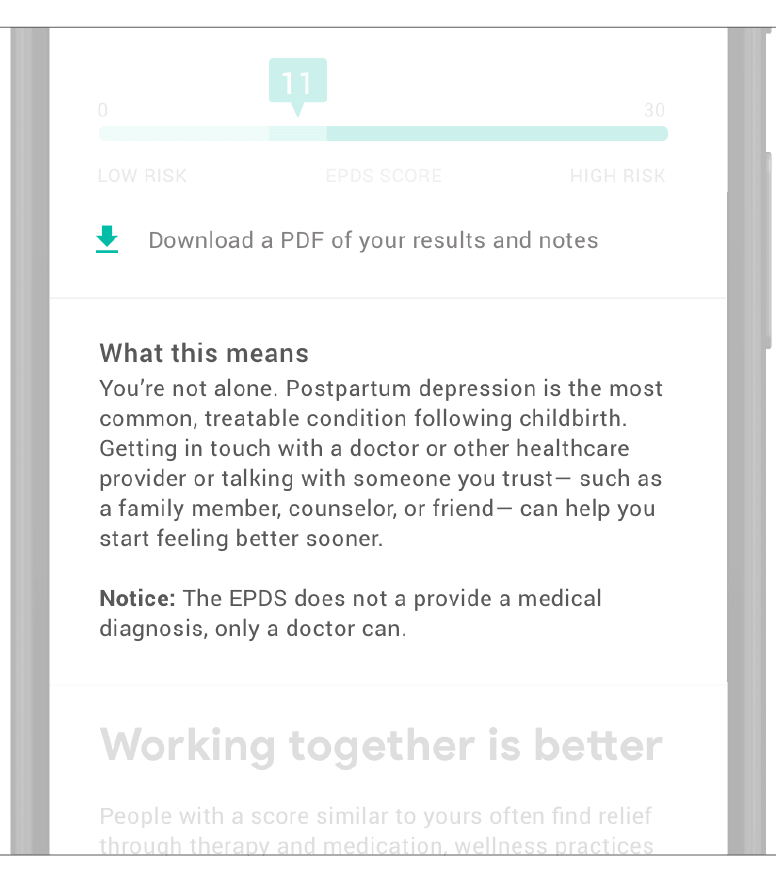 11
0 30
LOW RISK EPDS SCORE HIGH RISK
Download a PDF of your results and notes
What this means
You’re not alone. Postpartum depression is the most
common, treatable condition following childbirth.
Getting in touch with a doctor or other healthcare
provider or talking with someone you trust— such as
a family member, counselor, or friend— can help you
start feeling better sooner.
Notice: The EPDS does not a provide a medical
diagnosis, only a doctor can.
Working together is better
People with a score similar to yours often find relief
through therapy and medication, wellness practices